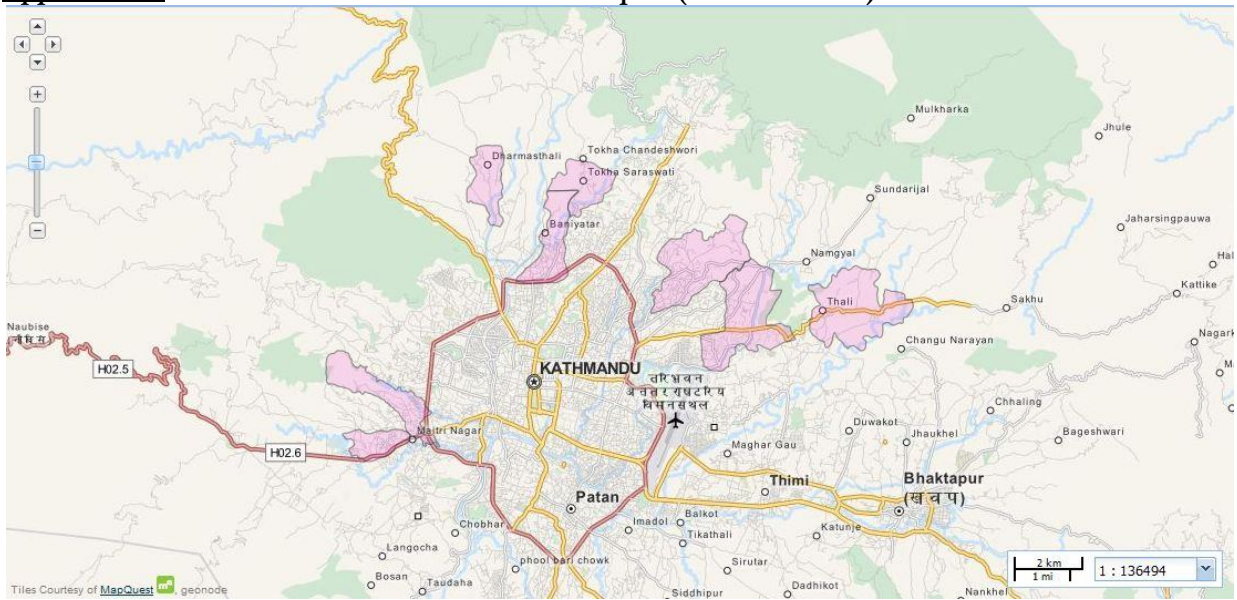 Mulkharka
Jhule
Tokha Chandeshwori
Dharmasthali
Tokha Saraswati
Sundarijal
Jaharsingpauwa
Baniyatar
Namgyal
Hal
Kattike
Thali
Sakhu
Naubise
Nagark
Changu Narayan
H02.5
KATHMANDU
Chhaling
Duwakot
Maitri Nagar
Jhaukhel
Bageshwari
Maghar Gau
H02.6
Thimi
Bhaktapur
(ख्वप)
Patan
Chobhar
Imadol
Balkot
Katunje
Tikathali
Langocha
phool bari chowk
Sirutar
2 km
1 mi
1 : 136494
Bosan
Taudaha
Dadhikot
Siddhipur
Nankhel
Tiles Courtesy of MapQuest, geonode